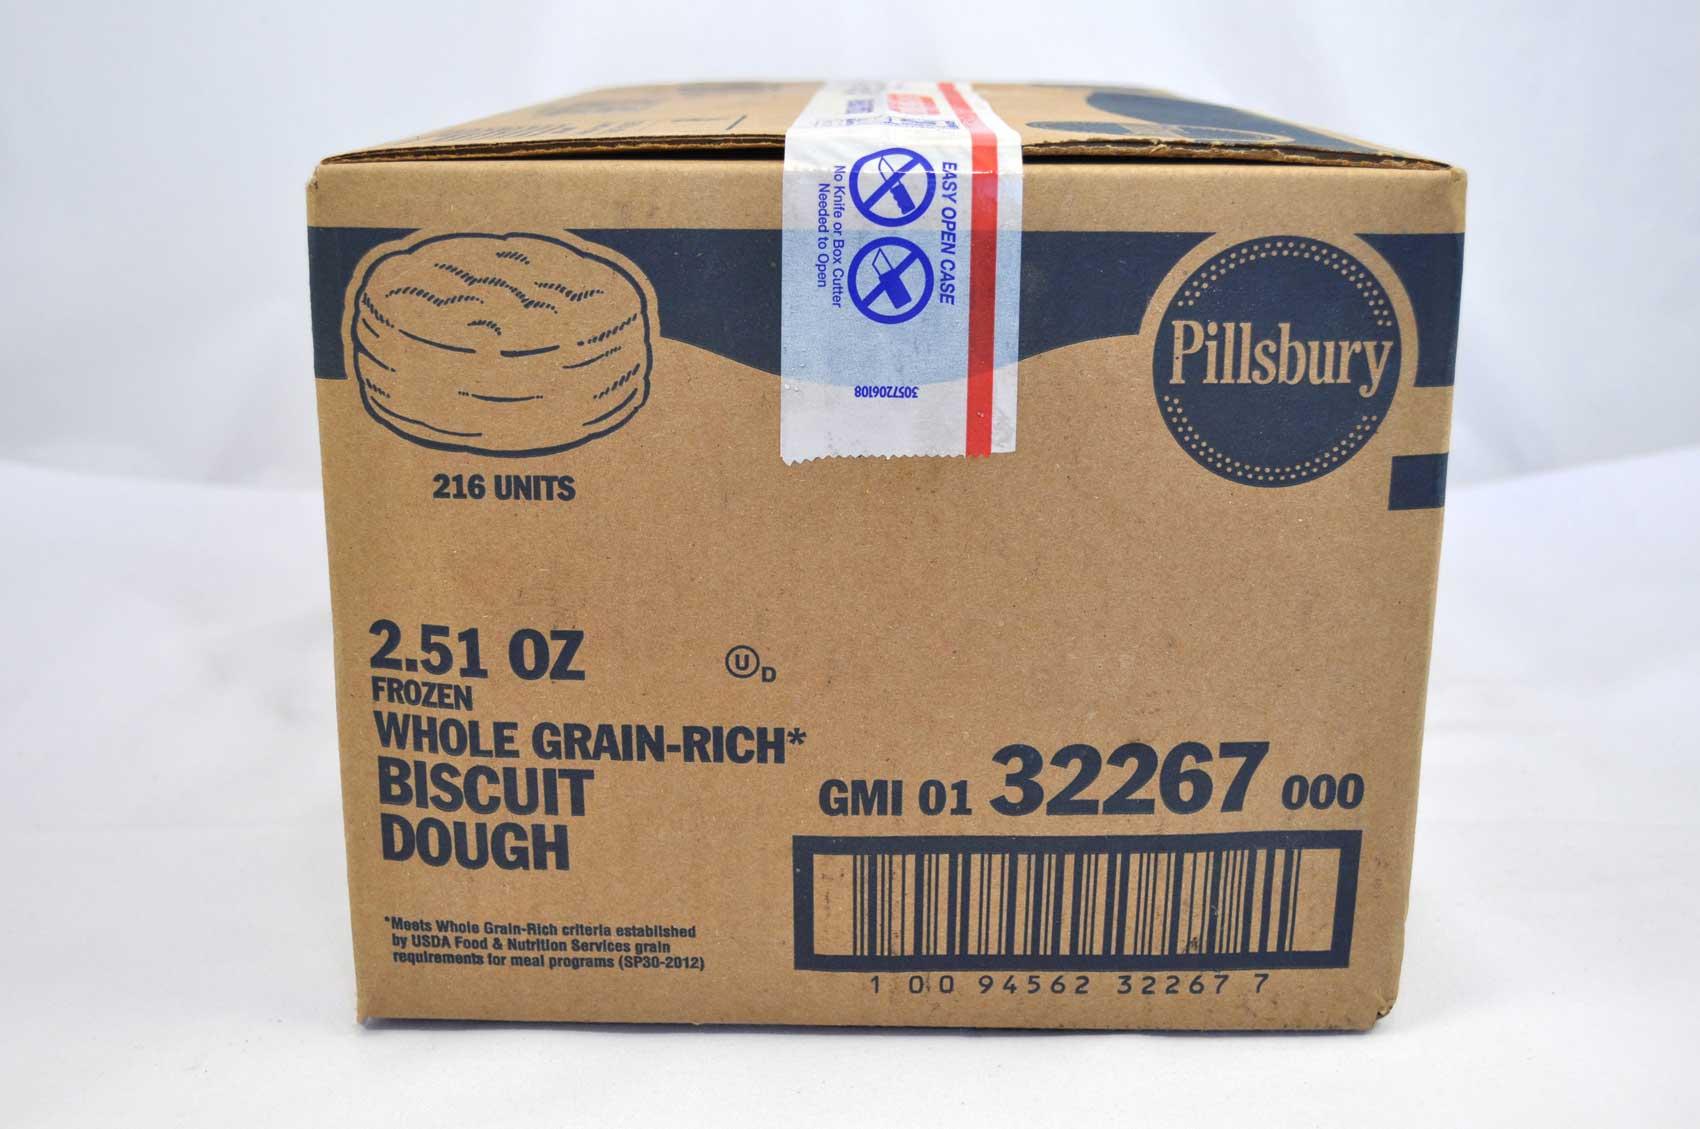 EASY OPEN CASE
No Knife or Box Cutter
Needed to Open
3057206108
Pillsbury
216 UNITS
2.51 OZ
U D
FROZEN
WHOLE GRAIN-RICH*
BISCUIT
DOUGH
GMI 01 32267 000
*Meets Whole Grain-Rich criteria established
by USDA Food & Nutrition Services grain
requirements for meal programs (SP30-2012)
1 00 94562 32267 7